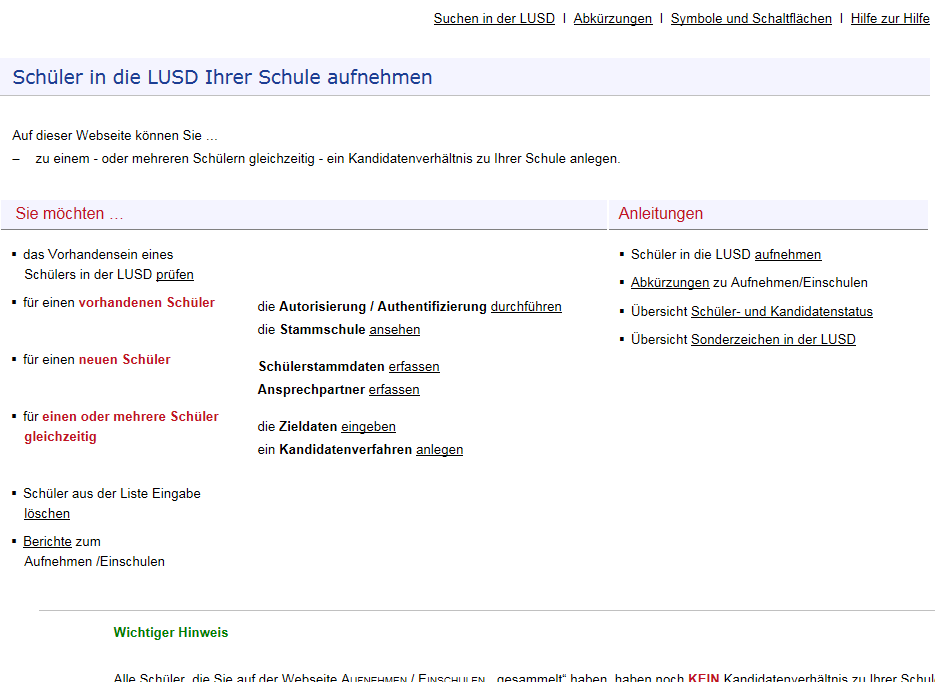 Suchen in der LUSD I Abkürzungen I Symbole und Schaltflächen I Hilfe zur Hilfe
Schüler in die LUSD Ihrer Schule aufnehmen
Auf dieser Webseite können Sie …
– zu einem - oder mehreren Schülern gleichzeitig - ein Kandidatenverhältnis zu Ihrer Schule anlegen.
Sie möchten …
▪ das Vorhandensein eines
Schülers in der LUSD prüfen
▪ für einen vorhandenen Schüler
die Autorisierung / Authentifizierung durchführen
die Stammschule ansehen
▪ für einen neuen Schüler
Schülerstammdaten erfassen
Ansprechpartner erfassen
▪ für einen oder mehrere Schüler
gleichzeitig
die Zieldaten eingeben
ein Kandidatenverfahren anlegen
▪ Schüler aus der Liste Eingabe
löschen
▪ Berichte zum
Aufnehmen /Einschulen
Anleitungen
▪ Schüler in die LUSD aufnehmen
▪ Abkürzungen zu Aufnehmen/Einschulen
▪ Übersicht Schüler- und Kandidatenstatus
▪ Übersicht Sonderzeichen in der LUSD
Wichtiger Hinweis
Alle Schüler, die Sie auf der Webseite AUFNEHMEN / EINSCHULEN „gesammelt“ haben, haben noch KEIN Kandidatenverhältnis zu Ihrer Schul